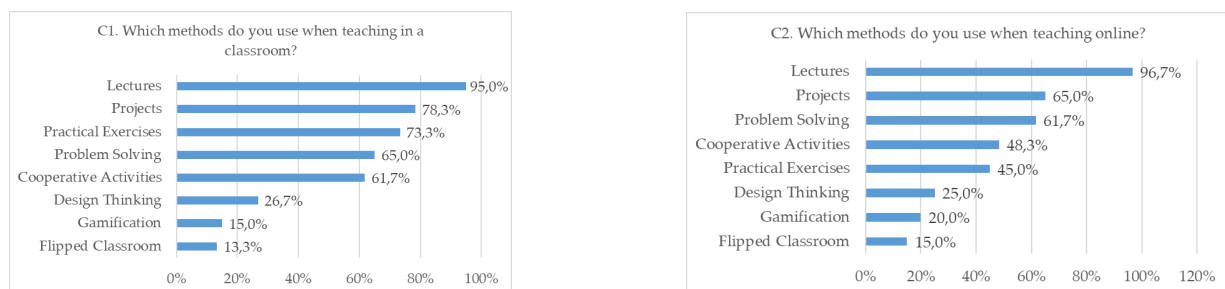 C1. Which methods do you use when teaching in a
classroom?
Lectures 95,0%
Projects 78,3%
Practical Exercises 73,3%
Problem Solving 65,0%
Cooperative Activities 61,7%
Design Thinking 26,7%
Gamification 15,0%
Flipped Classroom 13,3%
0% 20% 40% 60% 80% 100%
C2. Which methods do you use when teaching online?
Lectures 96,7%
Projects 65,0%
Problem Solving 61,7%
Cooperative Activities 48,3%
Practical Exercises 45,0%
Design Thinking 25,0%
Gamification 20,0%
Flipped Classroom 15,0%
0% 20% 40% 60% 80% 100% 120%